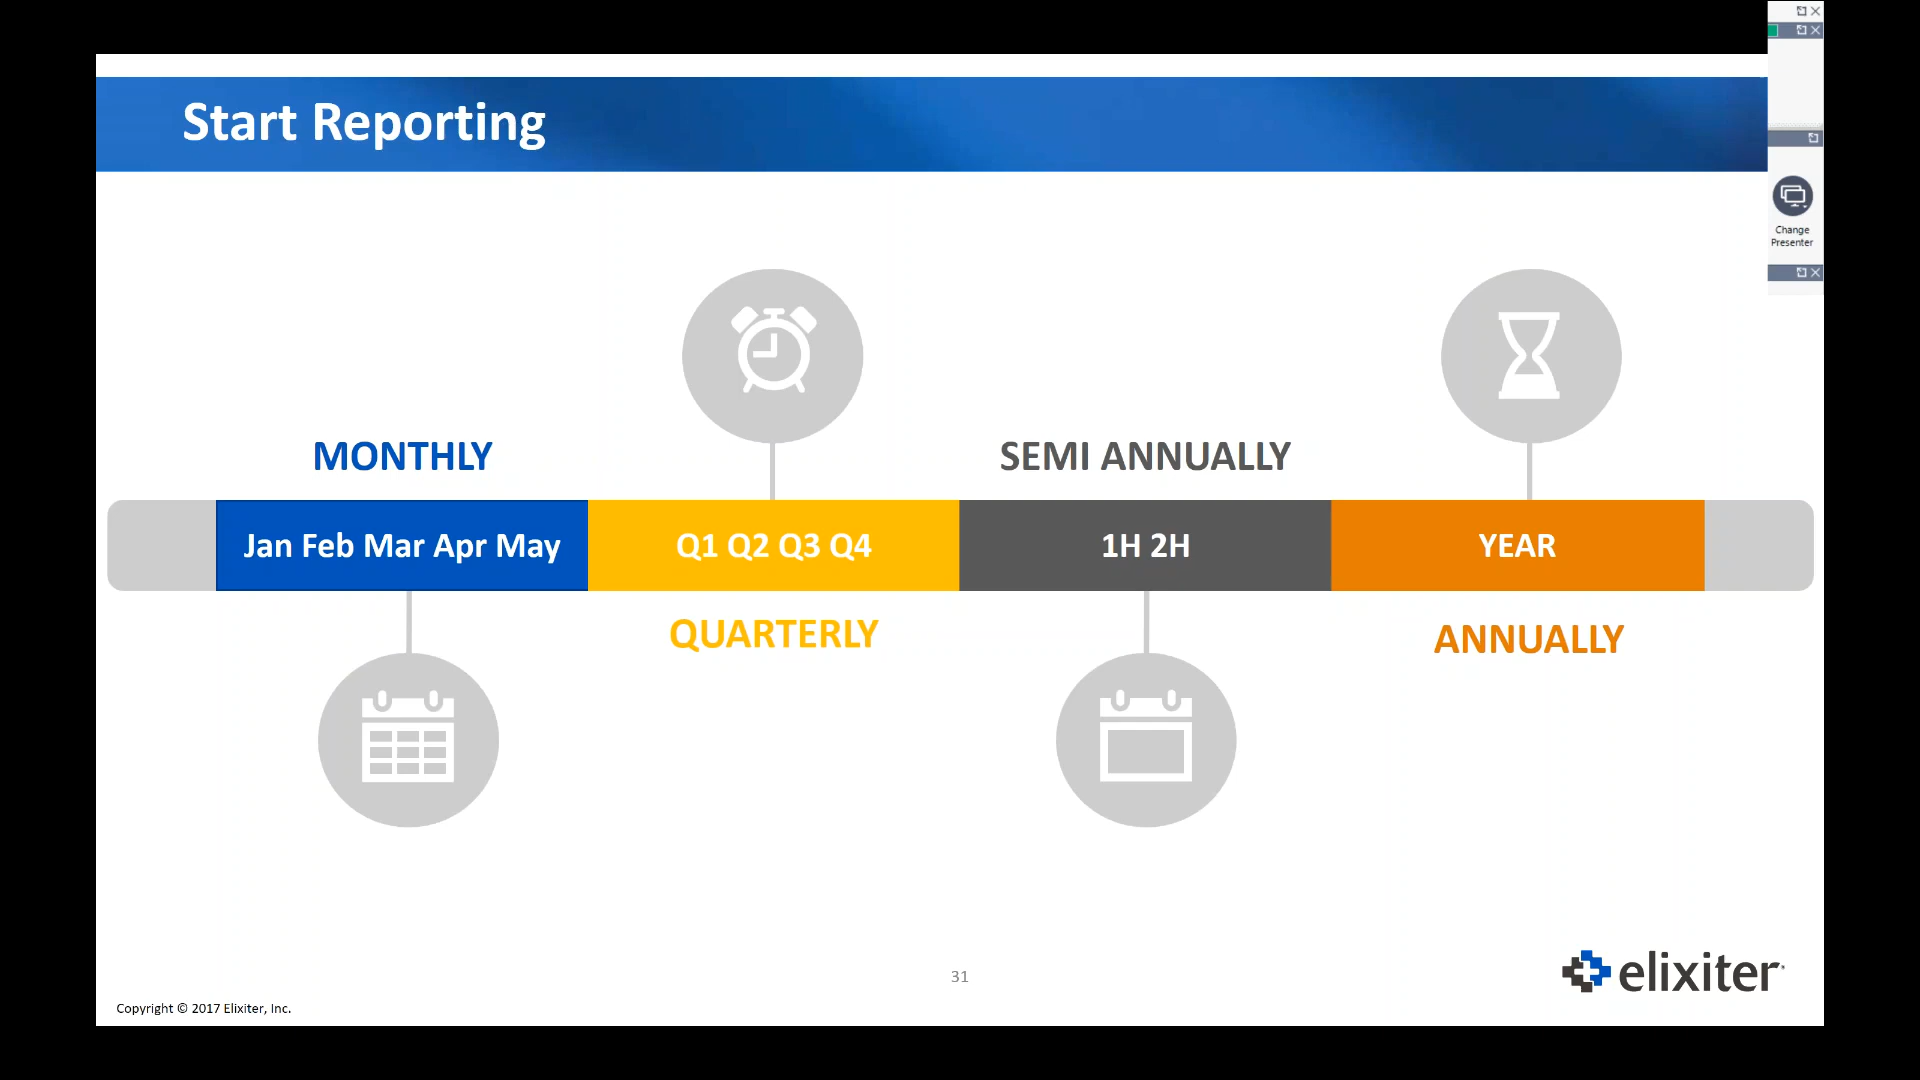 Start Reporting
Change
Presenter
MONTHLY
SEMI ANNUALLY
Jan Feb Mar Apr May
Q1 Q2 Q3 Q4
1H 2H
YEAR
QUARTERLY
ANNUALLY
elixiter
31
Copyright © 2017 Elixiter, Inc.